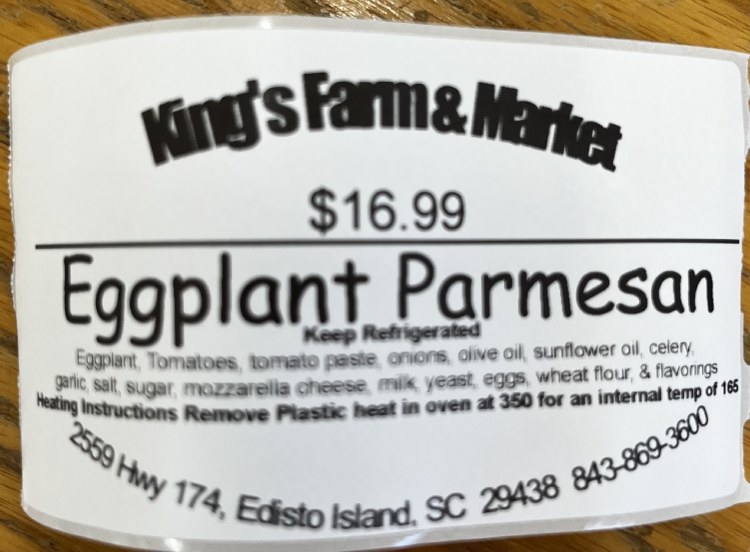 King's Farm & Market
$16.99
Eggplant Parmesan
Keep Refrigerated
Eggplant, Tomatoes, tomato paste, onions, olive oil, sunflower oil, celery,
garlic, salt, sugar, mozzarella cheese, milk, yeast, eggs, wheat flour, & flavorings
Heating Instructions Remove Plastic heat in oven at 350 for an internal temp of 165
2559 Hwy 174, Edisto Island, SC 29438 843-869-3600